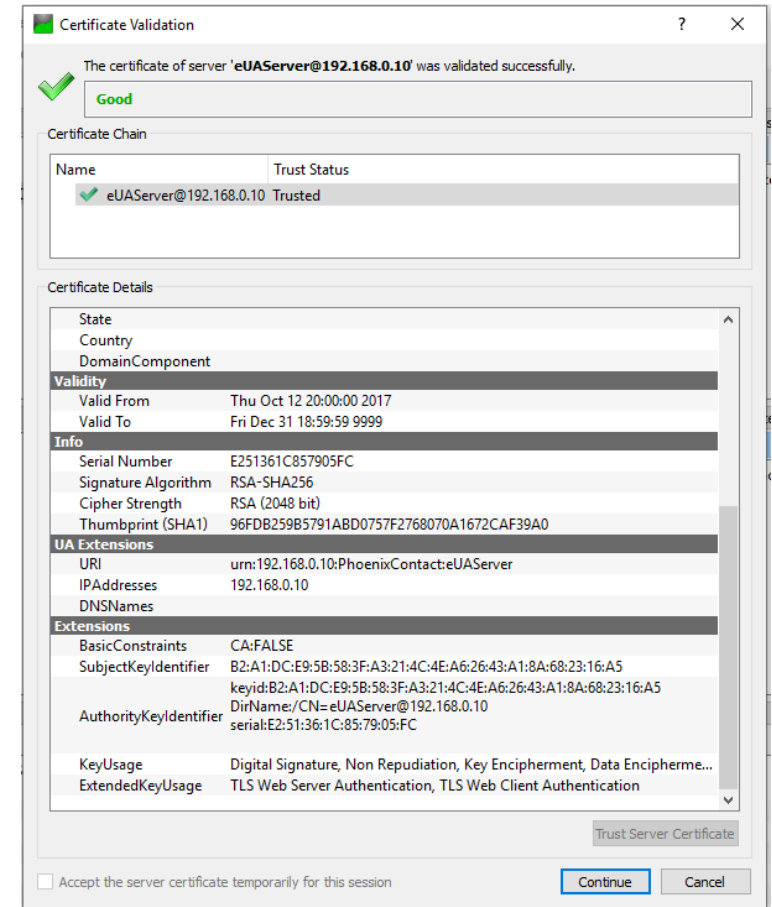 Certificate Validation
The certificate of server 'eUAServer@192.168.0.10' was validated successfully.
Good
Certificate Chain
Name Trust Status
eUAServer@192.168.0.10 Trusted
Certificate Details
State
Country
DomainComponent
Validity
Valid From Thu Oct 12 20:00:00 2017
Valid To Fri Dec 31 18:59:59 9999
Info
Serial Number E251361C857905FC
Signature Algorithm RSA-SHA256
Cipher Strength RSA (2048 bit)
Thumbprint (SHA1) 96FDB259B5791ABD0757F2768070A1672CAF39A0
UA Extensions
URI urn:192.168.0.10:PhoenixContact:eUAServer
IPAddresses 192.168.0.10
DNSNames
Extensions
BasicConstraints CA:FALSE
SubjectKeyIdentifier B2:A1:DC:E9:5B:58:3F:A3:21:4C:4E:A6:26:43:A1:8A:68:23:16:A5
keyid:B2:A1:DC:E9:5B:58:3F:A3:21:4C:4E:A6:26:43:A1:8A:68:23:16:A5
DirName:/CN=eUAServer@192.168.0.10
AuthorityKeyIdentifier serial:E2:51:36:1C:85:79:05:FC
KeyUsage Digital Signature, Non Repudiation, Key Encipherment, Data Encipherme...
ExtendedKeyUsage TLS Web Server Authentication, TLS Web Client Authentication
Trust Server Certificate
Accept the server certificate temporarily for this session
Continue Cancel